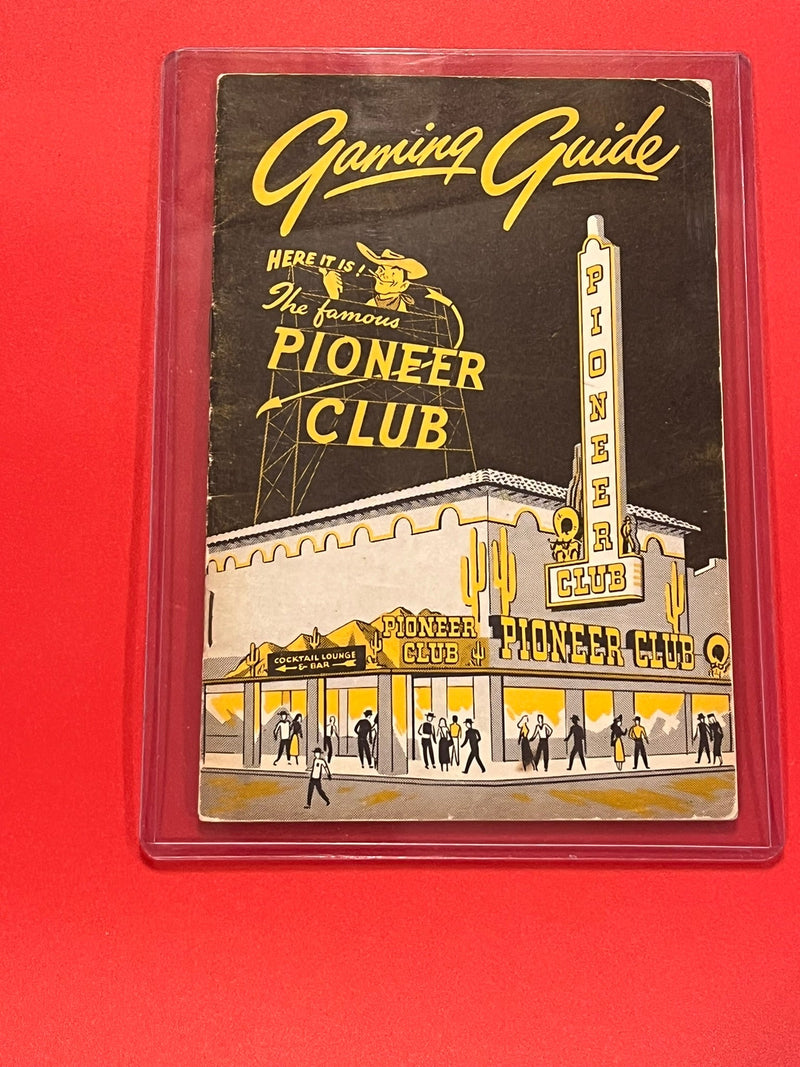 Gaming Guide
HERE IT IS!
The famous
PIONEER
CLUB
PIONEER
CLUB
PIONEER
CLUB
PIONEER CLUB
COCKTAIL LOUNGE
& BAR